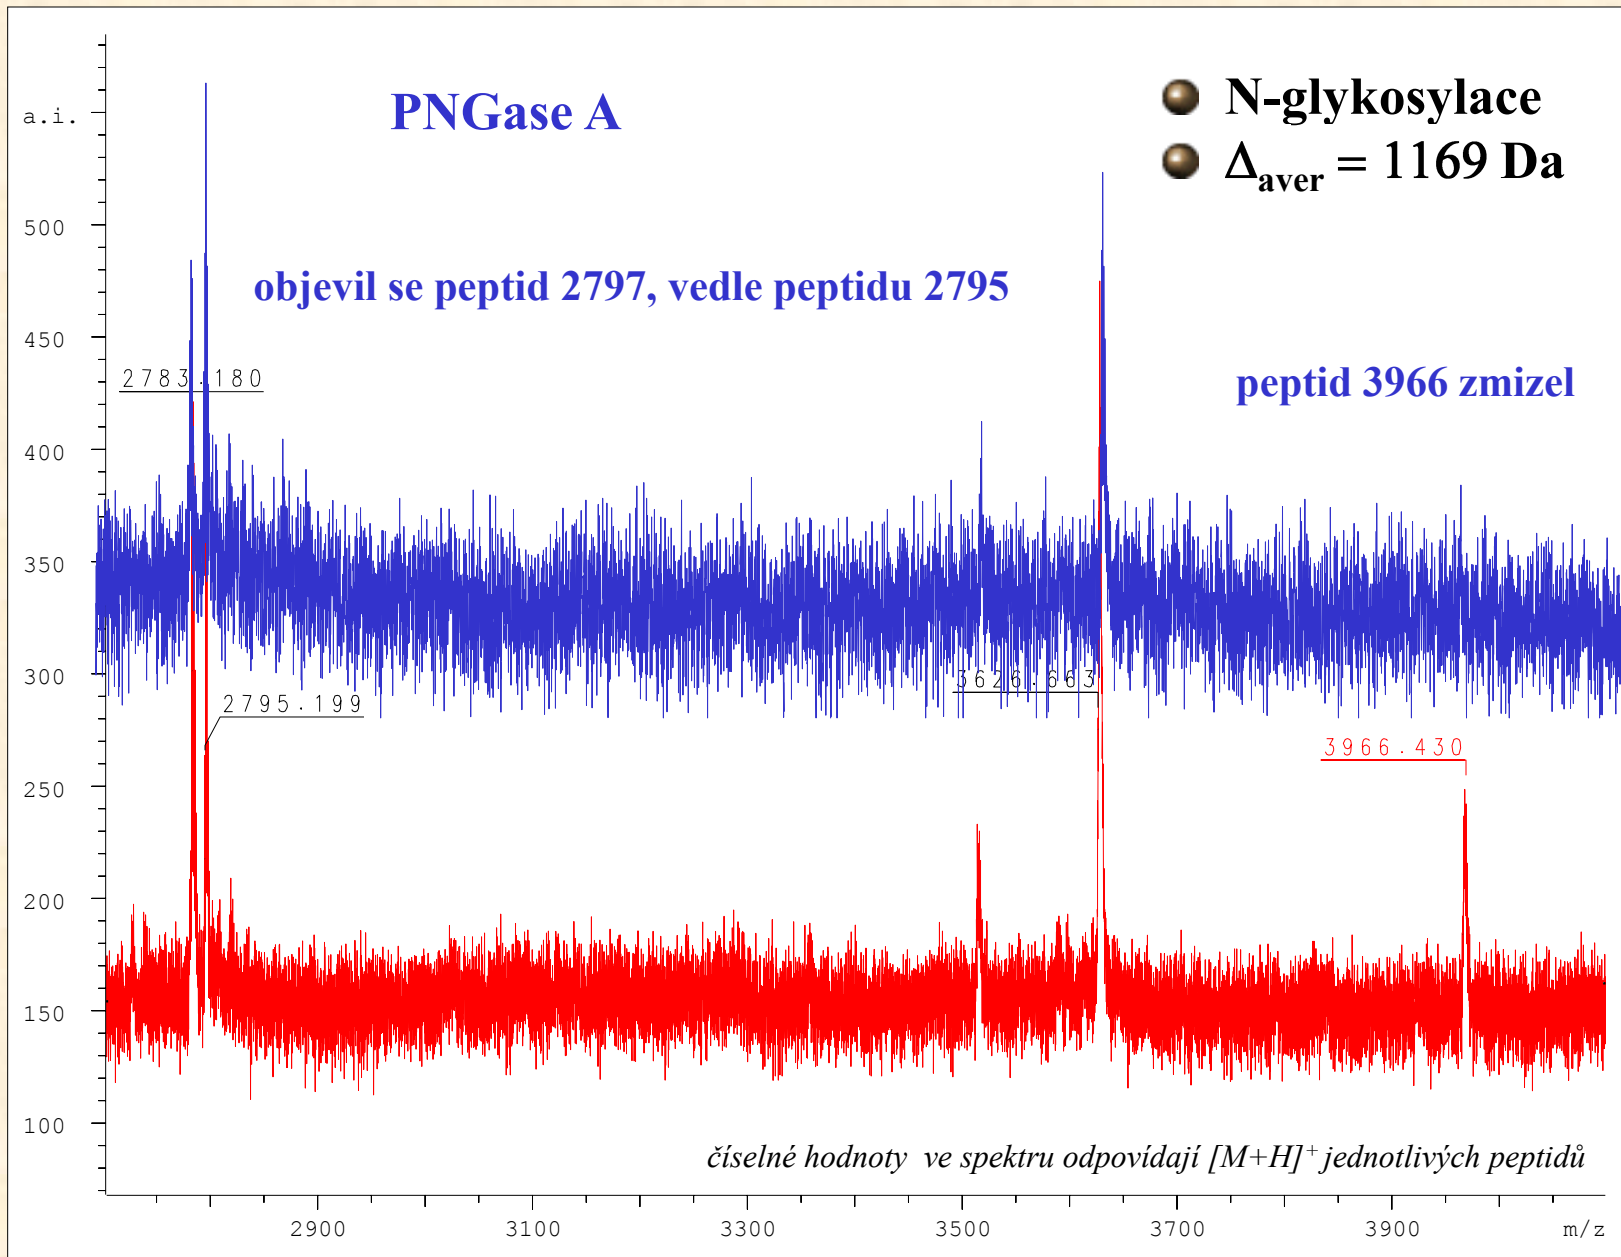 PNGase A
N-glykosylace
Δaver = 1169 Da
a.i.
objevil se peptid 2797, vedle peptidu 2795
peptid 3966 zmizel
500
450
400
350
300
250
200
150
100
2783.180
2795.199
3626.663
3966.430
číselné hodnoty ve spektru odpovídají [M+H]+ jednotlivých peptidů
2900
3100
3300
3500
3700
3900
m/z